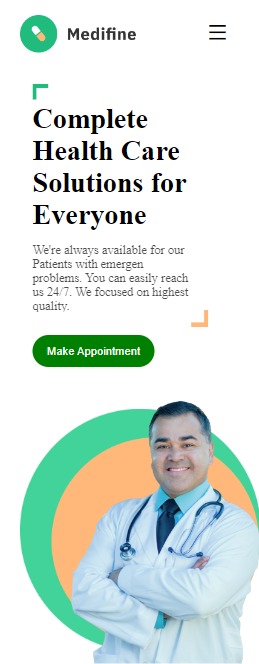 Medifine
Complete
Health Care
Solutions for
Everyone
We're always available for our
Patients with emergen
problems. You can easily reach
us 24/7. We focused on highest
quality.
Make Appointment